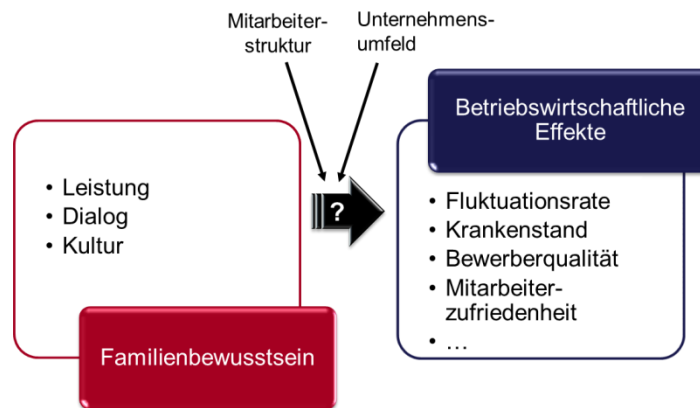 Mitarbeiter-
struktur
Unternehmens-
umfeld
• Leistung
• Dialog
• Kultur
Familienbewusstsein
?
Betriebswirtschaftliche
Effekte
• Fluktuationsrate
• Krankenstand
• Bewerberqualität
• Mitarbeiter-
zufriedenheit
• ...